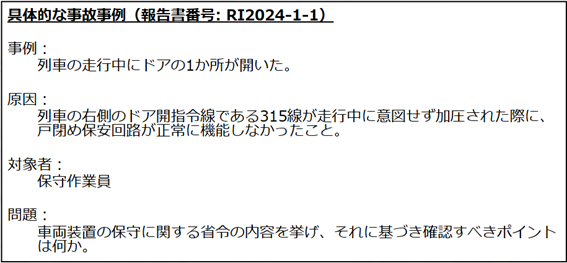 具体的な事故事例（報告書番号: RI2024-1-1）
事例：
列車の走行中にドアの1か所が開いた。
原因：
列車の右側のドア開指令線である315線が走行中に意図せず加圧された際に、
戸閉め保安回路が正常に機能しなかったこと。
対象者：
保守作業員
問題：
車両装置の保守に関する省令の内容を挙げ、それに基づき確認すべきポイント
は何か。